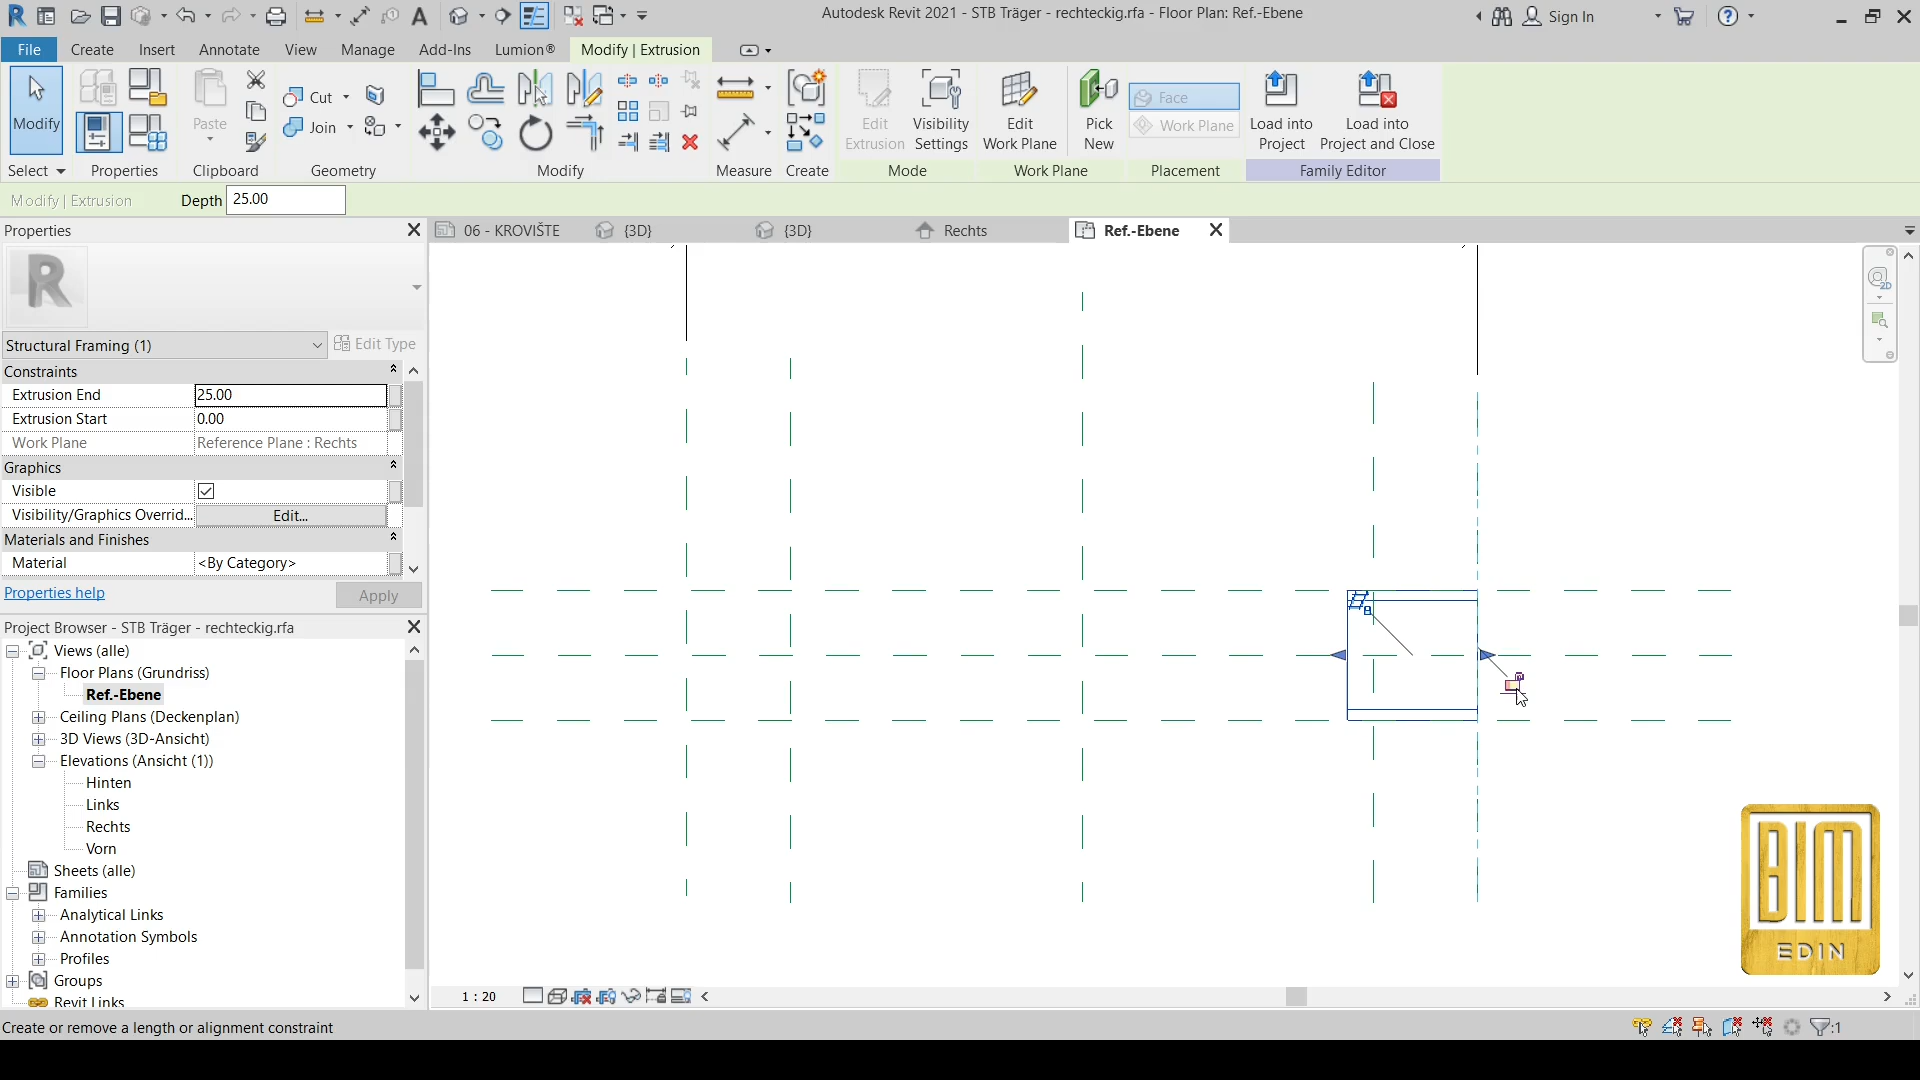 Autodesk Revit 2021 - STB Träger - rechteckig.rfa - Floor Plan: Ref.-Ebene
Sign In
File Create Insert Annotate View Manage Add-Ins Lumion® Modify | Extrusion
Modify
Paste
Cut
Join
Edit Extrusion
Visibility Settings
Edit Work Plane
Pick New
Face
Work Plane
Load into Project
Load into Project and Close
Select Properties Clipboard Geometry Modify Measure Create Mode Work Plane Placement Family Editor
Modify | Extrusion Depth 25.00
Properties
06 - KROVIŠTE {3D} {3D} Rechts Ref.-Ebene
R
Structural Framing (1) Edit Type
Constraints
Extrusion End 25.00
Extrusion Start 0.00
Work Plane Reference Plane : Rechts
Graphics
Visible
Visibility/Graphics Overrid... Edit...
Materials and Finishes
Material <By Category>
Properties help Apply
Project Browser - STB Träger - rechteckig.rfa
Views (alle)
Floor Plans (Grundriss)
Ref.-Ebene
Ceiling Plans (Deckenplan)
3D Views (3D-Ansicht)
Elevations (Ansicht (1))
Hinten
Links
Rechts
Vorn
Sheets (alle)
Families
Analytical Links
Annotation Symbols
Profiles
Groups
Revit Links
2D
BIM
EDIN
1 : 20
Create or remove a length or alignment constraint
:1